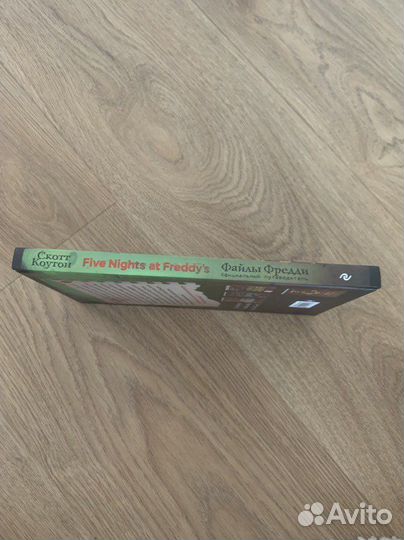 Скотт
Коутон
Five Nights at Freddy's
Файлы Фредди
Официальный путеводитель
Avito